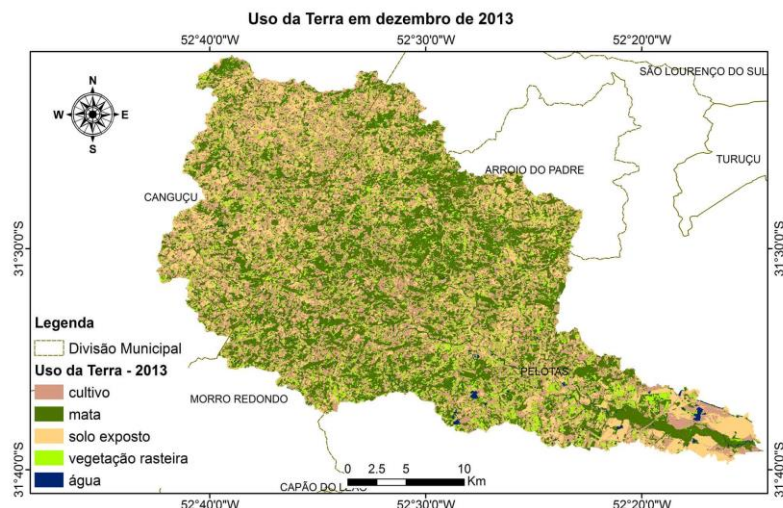 Uso da Terra em dezembro de 2013
52°40'0"W 52°30'0"W 52°20'0"W
N
W E
S
SÃO LOURENÇO DO SUL
ARROIO DO PADRE
TURUÇU
CANGUÇU
31°30'0"S 31°30'0"S
Legenda
Divisão Municipal
Uso da Terra - 2013
cultivo
mata
solo exposto
vegetação rasteira
água
PELOTAS
MORRO REDONDO
31°40'0"S 31°40'0"S
0 2.5 5 10
Km
CAPÃO DO LEÃO
52°40'0"W 52°30'0"W 52°20'0"W